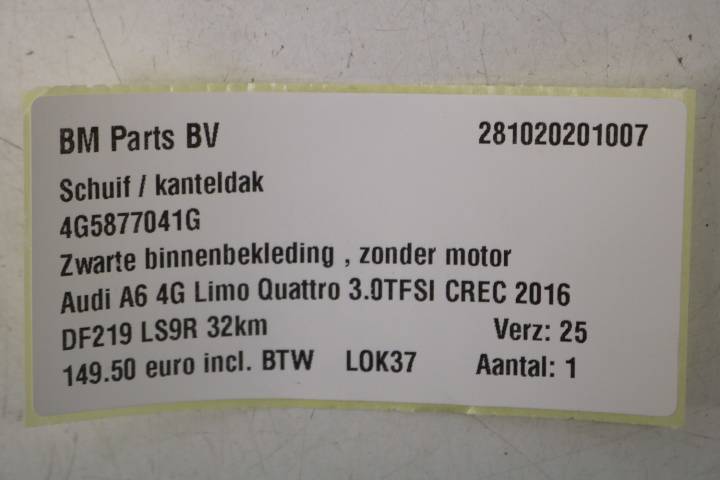 BM Parts BV 281020201007
Schuif / kanteldak
4G5877041G
Zwarte binnenbekleding , zonder motor
Audi A6 4G Limo Quattro 3.0TFSI CREC 2016
DF219 LS9R 32km Verz: 25
149.50 euro incl. BTW LOK37 Aantal: 1